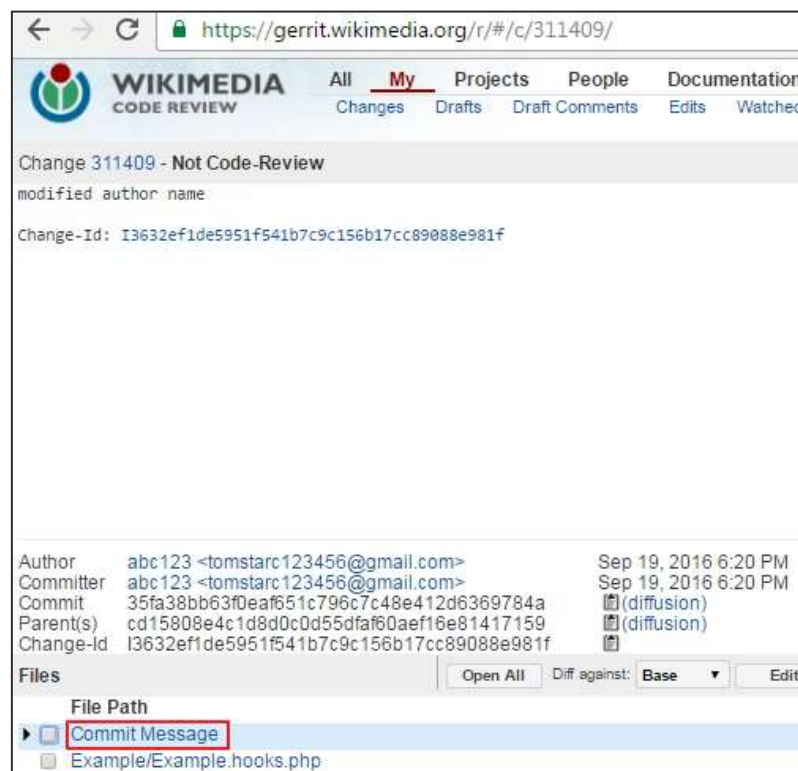 https://gerrit.wikimedia.org/r/#/c/311409/
WIKIMEDIA
CODE REVIEW
All My Projects People Documentation
Changes Drafts Draft Comments Edits Watched
Change 311409 - Not Code-Review
modified author name
Change-Id: I3632ef1de5951f541b7c9c156b17cc89088e981f
Author abc123 <tomstarc123456@gmail.com> Sep 19, 2016 6:20 PM
Committer abc123 <tomstarc123456@gmail.com> Sep 19, 2016 6:20 PM
Commit 35fa38bb63f0eaf651c796c7c48e412d6369784a (diffusion)
Parent(s) cd15808e4c1d8d0c0d55dfaf60aef16e81417159 (diffusion)
Change-Id I3632ef1de5951f541b7c9c156b17cc89088e981f
Files Open All Diff against: Base Edit
File Path
Commit Message
Example/Example.hooks.php